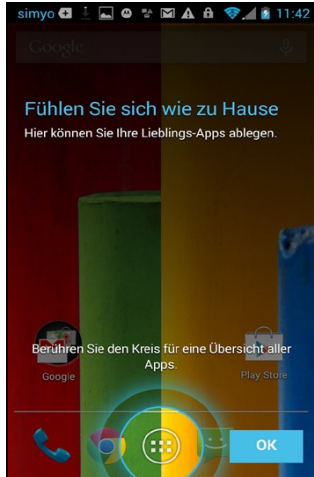 simyo 11:42
Google
Fühlen Sie sich wie zu Hause
Hier können Sie Ihre Lieblings-Apps ablegen.
Berühren Sie den Kreis für eine Übersicht aller
Apps.
Google Play Store
OK